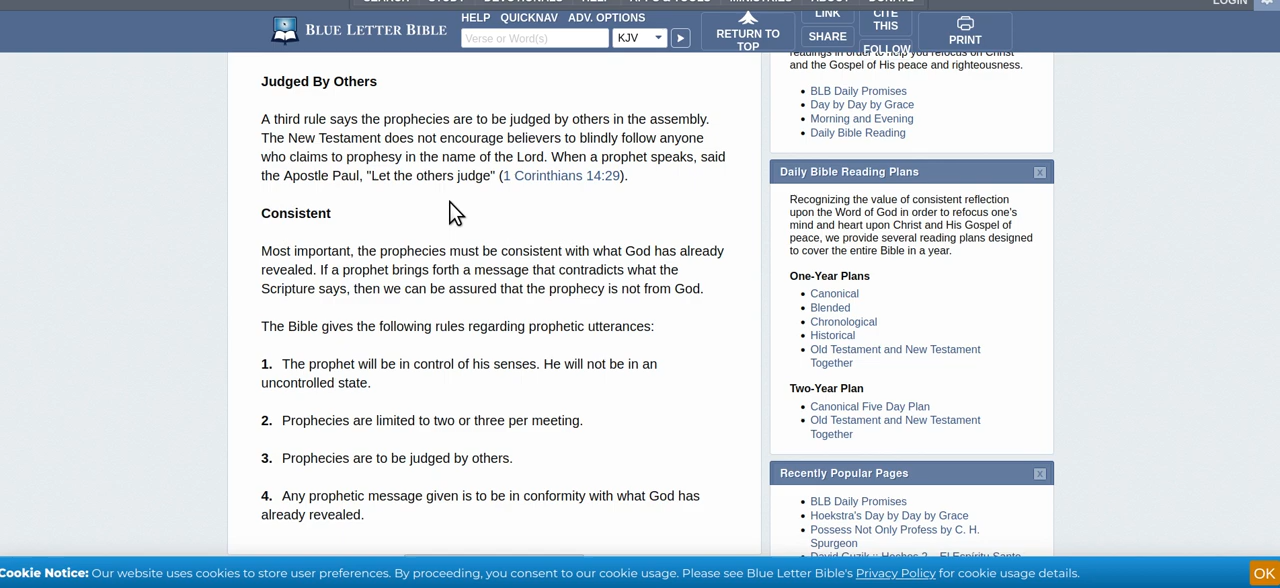 LOGIN
HELP QUICKNAV ADV. OPTIONS
BLUE LETTER BIBLE
Verse or Word(s)
KJV
RETURN TO
TOP
LINK
SHARE
CITE
THIS
FOLLOW
PRINT
Judged By Others
A third rule says the prophecies are to be judged by others in the assembly.
The New Testament does not encourage believers to blindly follow anyone
who claims to prophesy in the name of the Lord. When a prophet speaks, said
the Apostle Paul, "Let the others judge" (1 Corinthians 14:29).
Consistent
Most important, the prophecies must be consistent with what God has already
revealed. If a prophet brings forth a message that contradicts what the
Scripture says, then we can be assured that the prophecy is not from God.
The Bible gives the following rules regarding prophetic utterances:
1. The prophet will be in control of his senses. He will not be in an
uncontrolled state.
2. Prophecies are limited to two or three per meeting.
3. Prophecies are to be judged by others.
4. Any prophetic message given is to be in conformity with what God has
already revealed.
readings in order to help you refocus on Christ
and the Gospel of His peace and righteousness.
BLB Daily Promises
Day by Day by Grace
Morning and Evening
Daily Bible Reading
Daily Bible Reading Plans
Recognizing the value of consistent reflection
upon the Word of God in order to refocus one's
mind and heart upon Christ and His Gospel of
peace, we provide several reading plans designed
to cover the entire Bible in a year.
One-Year Plans
Canonical
Blended
Chronological
Historical
Old Testament and New Testament
Together
Two-Year Plan
Canonical Five Day Plan
Old Testament and New Testament
Together
Recently Popular Pages
BLB Daily Promises
Hoekstra's Day by Day by Grace
Possess Not Only Profess by C. H.
Spurgeon
David Guzik :: Hechos 2 – El Espíritu Santo
Cookie Notice: Our website uses cookies to store user preferences. By proceeding, you consent to our cookie usage. Please see Blue Letter Bible's Privacy Policy for cookie usage details.
OK